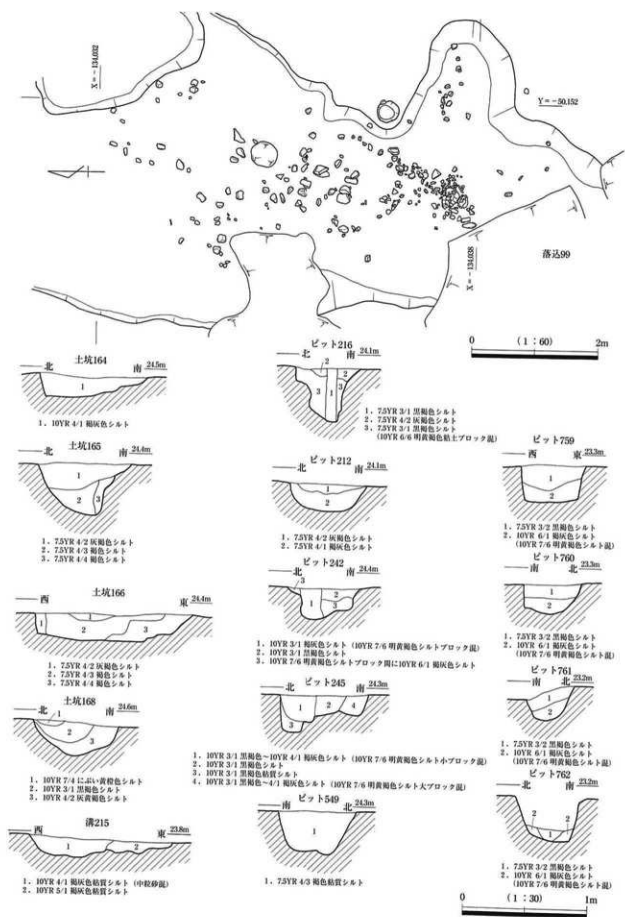 X=-134,032
Y=-50,152
X=-134,038
落込99
0 (1:60) 2m
土坑164
北 南 24.5m
1
1、10YR 4/1 褐灰色シルト
土坑165
北 南 24.4m
1
2 3
1、7.5YR 4/2 灰褐色シルト
2、7.5YR 4/3 褐色シルト
3、7.5YR 4/4 褐色シルト
土坑166
西 東 24.4m
1 1
2 3
1、7.5YR 4/2 灰褐色シルト
2、7.5YR 4/3 褐色シルト
3、7.5YR 4/4 褐色シルト
土坑168
北 南 24.6m
1
2 3
1、10YR 7/4 にぶい黄橙色シルト
2、10YR 3/1 黒褐色シルト
3、10YR 4/2 灰黄褐色シルト
溝215
西 東 23.8m
1 2
1、10YR 4/1 褐灰色粘質シルト (中粒砂混)
2、10YR 5/1 褐灰色粘質シルト
ピット216
北 南 24.1m
2 2
3 1 3
1、7.5YR 3/1 黒褐色シルト
2、7.5YR 4/2 灰褐色シルト
3、7.5YR 3/1 黒褐色シルト
(10YR 6/6 明黄褐色粘土ブロック混)
ピット212
北 南 24.1m
1
2
1、7.5YR 4/2 灰褐色シルト
2、7.5YR 4/1 褐灰色シルト
ピット242
北 南 24.4m
3
1 2
3
1、10YR 3/1 褐灰色シルト (10YR 7/6 明黄褐色シルトブロック混)
2、10YR 3/1 黒褐色シルト
3、10YR 7/6 明黄褐色シルトブロック間に10YR 6/1 褐灰色シルト
ピット245
北 南 24.3m
1 2 4
3
1、10YR 3/1 黒褐色~10YR 4/1 褐灰色シルト (10YR 7/6 明黄褐色シルト小ブロック混)
2、10YR 3/1 黒褐色シルト
3、10YR 3/1 黒褐色粘質シルト
4、10YR 3/1 黒褐色~4/1 褐灰色シルト (10YR 7/6 明黄褐色シルト大ブロック混)
ピット549
南 北 24.3m
1
1、7.5YR 4/3 褐色粘質シルト
ピット759
西 東 23.3m
1
2
1、7.5YR 3/2 黒褐色シルト
2、10YR 6/1 褐灰色シルト
(10YR 7/6 明黄褐色シルト混)
ピット760
南 北 23.3m
1
2
1、7.5YR 3/2 黒褐色シルト
2、10YR 6/1 褐灰色シルト
(10YR 7/6 明黄褐色シルト混)
ピット761
南 北 23.2m
1
2
1、7.5YR 3/2 黒褐色シルト
2、10YR 6/1 褐灰色シルト
(10YR 7/6 明黄褐色シルト混)
ピット762
北 南 23.2m
2 2
1
1、7.5YR 3/2 黒褐色シルト
2、10YR 6/1 褐灰色シルト
(10YR 7/6 明黄褐色シルト混)
0 (1:30) 1m